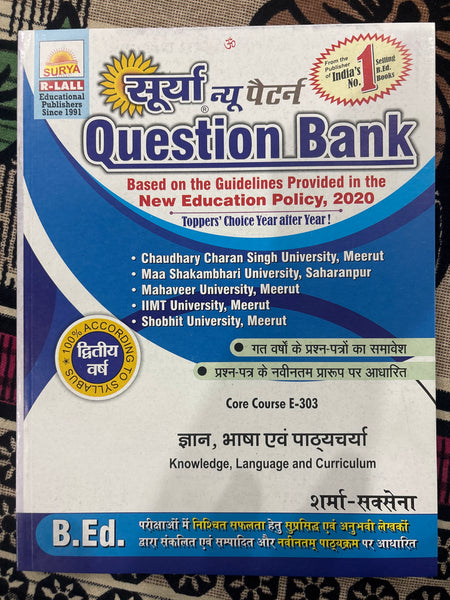 ॐ
SURYA
R-LALL
Educational
Publishers
Since 1991
From the
Publisher
of
India's
No. 1
Selling
B.Ed.
Books
सूर्या न्यू पैटर्न
®
Question Bank
Based on the Guidelines Provided in the
New Education Policy, 2020
Toppers' Choice Year after Year !
• Chaudhary Charan Singh University, Meerut
• Maa Shakambhari University, Saharanpur
• Mahaveer University, Meerut
• IIMT University, Meerut
• Shobhit University, Meerut
100% ACCORDING TO SYLLABUS
द्वितीय
वर्ष
• गत वर्षों के प्रश्न-पत्रों का समावेश
• प्रश्न-पत्र के नवीनतम प्रारूप पर आधारित
Core Course E-303
ज्ञान, भाषा एवं पाठ्यचर्या
Knowledge, Language and Curriculum
शर्मा-सक्सेना
B.Ed.
परीक्षाओं में निश्चित सफलता हेतु सुप्रसिद्ध एवं अनुभवी लेखकों
द्वारा संकलित एवं सम्पादित और नवीनतम् पाठ्यक्रम पर आधारित